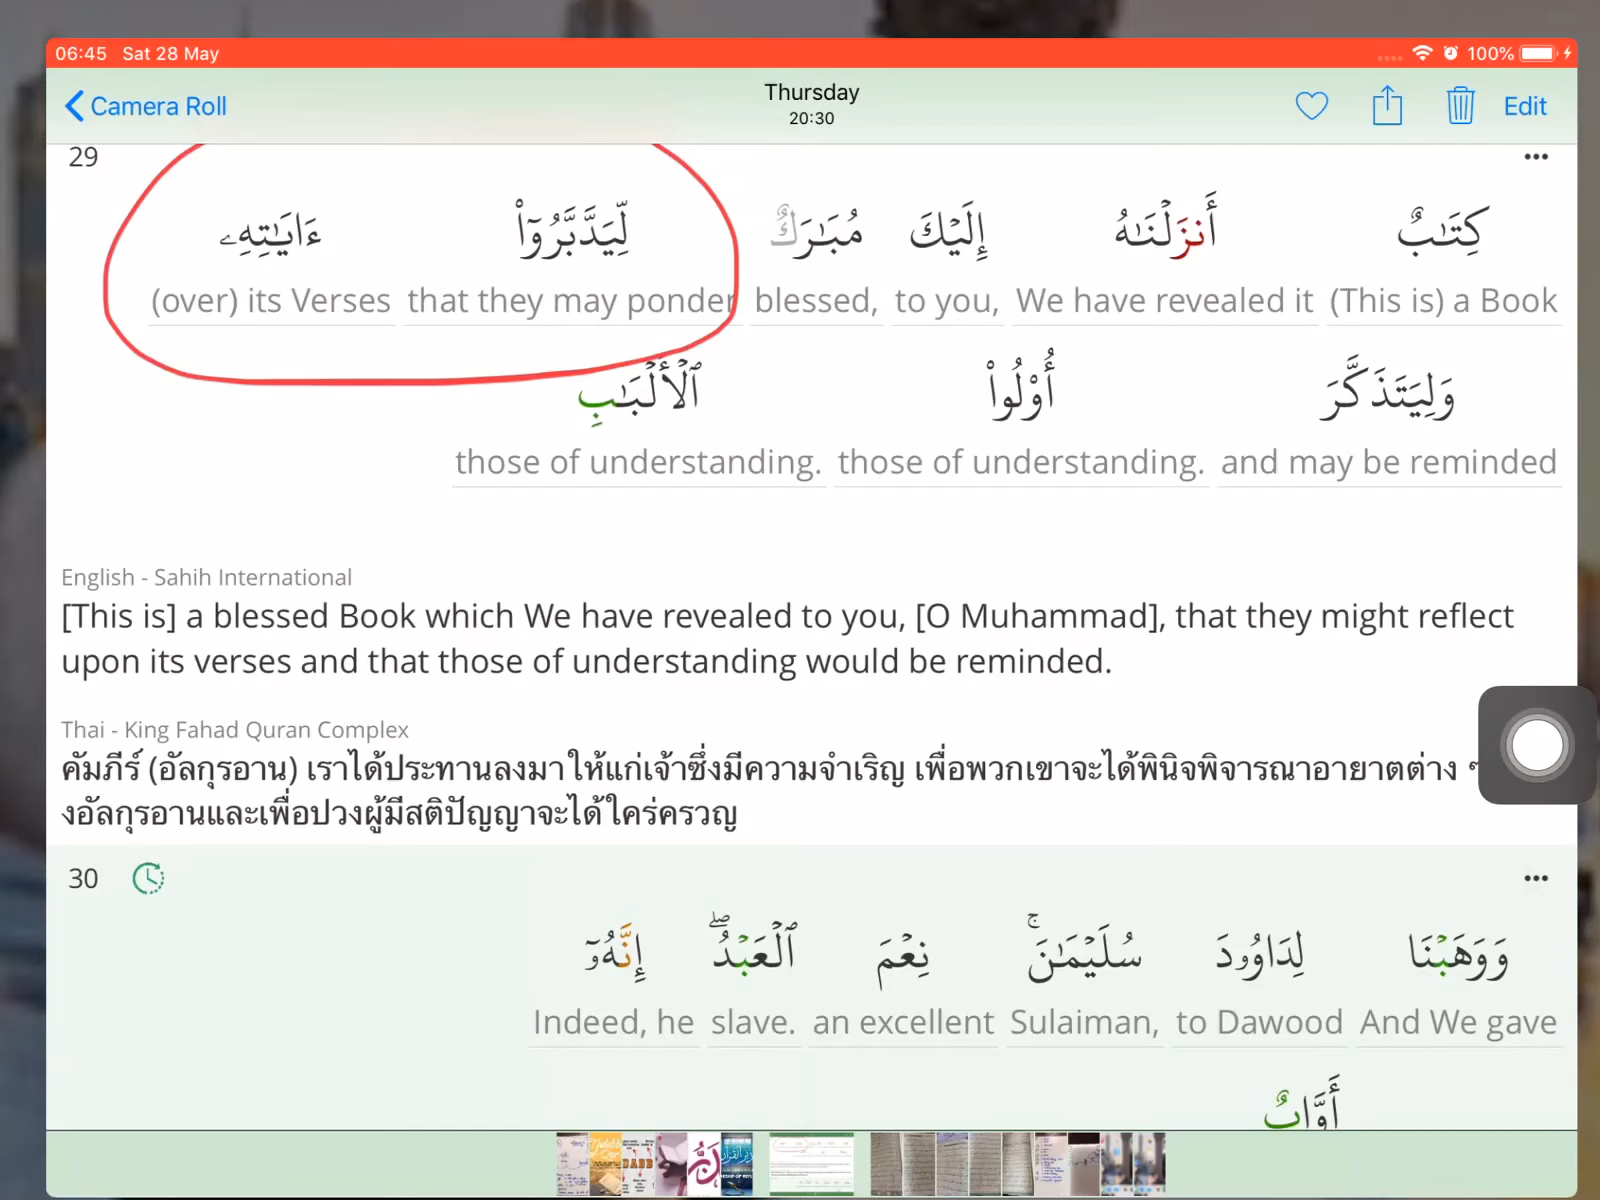 06:45 Sat 28 May
100%
Camera Roll
Thursday
20:30
Edit
29
كِتَـٰبٌ أَنزَلْنَـٰهُ إِلَيْكَ مُبَـٰرَكٌ لِّيَدَّبَّرُوٓا۟ ءَايَـٰتِهِۦ
(over) its Verses that they may ponder blessed, to you, We have revealed it (This is) a Book
وَلِيَتَذَكَّرَ أُو۟لُوا۟ ٱلْأَلْبَـٰبِ
those of understanding. those of understanding. and may be reminded
English - Sahih International
[This is] a blessed Book which We have revealed to you, [O Muhammad], that they might reflect
upon its verses and that those of understanding would be reminded.
Thai - King Fahad Quran Complex
คัมภีร์ (อัลกุรอาน) เราได้ประทานลงมาให้แก่เจ้าซึ่งมีความจำเริญ เพื่อพวกเขาจะได้พินิจพิจารณาอายาตต่าง ๆ
งอัลกุรอานและเพื่อปวงผู้มีสติปัญญาจะได้ใคร่ครวญ
30
وَوَهَبْنَا لِدَاوُۥدَ سُلَيْمَـٰنَ ۚ نِعْمَ ٱلْعَبْدُ ۖ إِنَّهُۥٓ
Indeed, he slave. an excellent Sulaiman, to Dawood And We gave
أَوَّابٌ